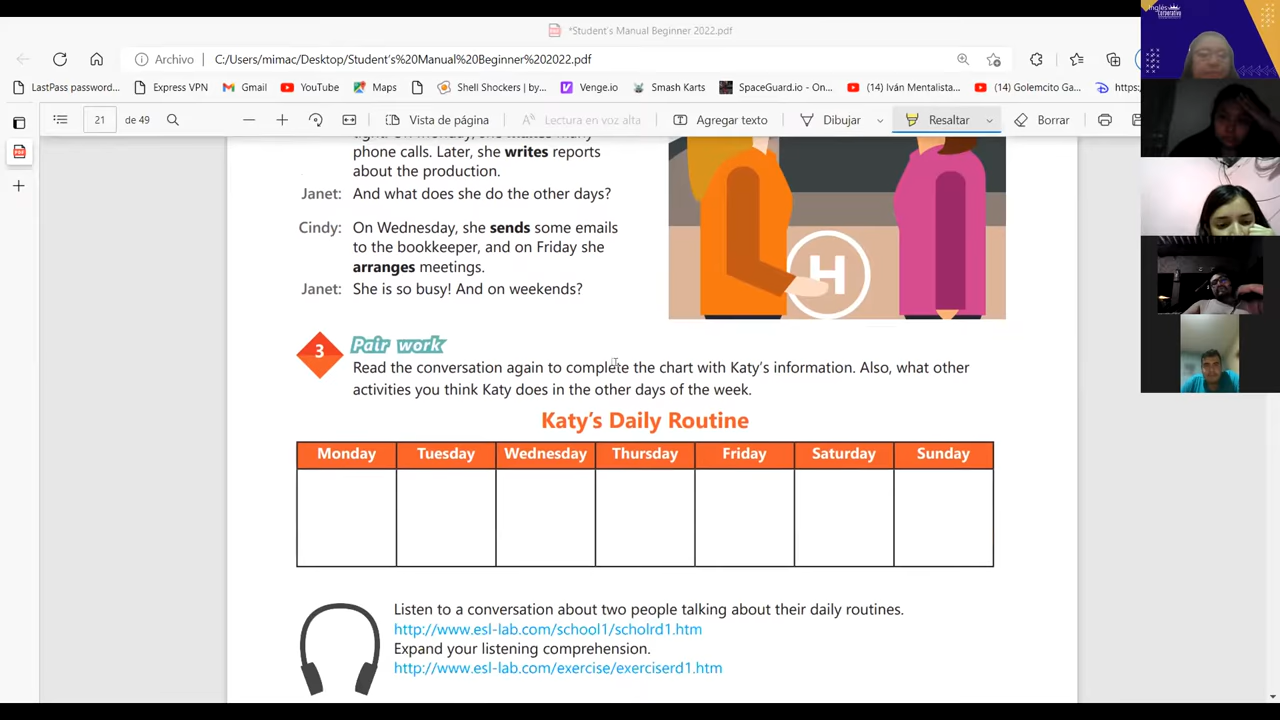 *Student's Manual Beginner 2022.pdf
Archivo C:/Users/mimac/Desktop/Student's%20Manual%20Beginner%202022.pdf
LastPass password... Express VPN Gmail YouTube Maps Shell Shockers | by... Venge.io Smash Karts SpaceGuard.io - On... (14) Iván Mentalista... (14) Golemcito Ga... https:/
21 de 49 Vista de página Lectura en voz alta Agregar texto Dibujar Resaltar Borrar
phone calls. Later, she writes reports
about the production.
Janet: And what does she do the other days?
Cindy: On Wednesday, she sends some emails
to the bookkeeper, and on Friday she
arranges meetings.
Janet: She is so busy! And on weekends?
H
3 Pair work
Read the conversation again to complete the chart with Katy's information. Also, what other
activities you think Katy does in the other days of the week.
Katy's Daily Routine
Monday Tuesday Wednesday Thursday Friday Saturday Sunday
Listen to a conversation about two people talking about their daily routines.
http://www.esl-lab.com/school1/scholrd1.htm
Expand your listening comprehension.
http://www.esl-lab.com/exercise/exerciserd1.htm